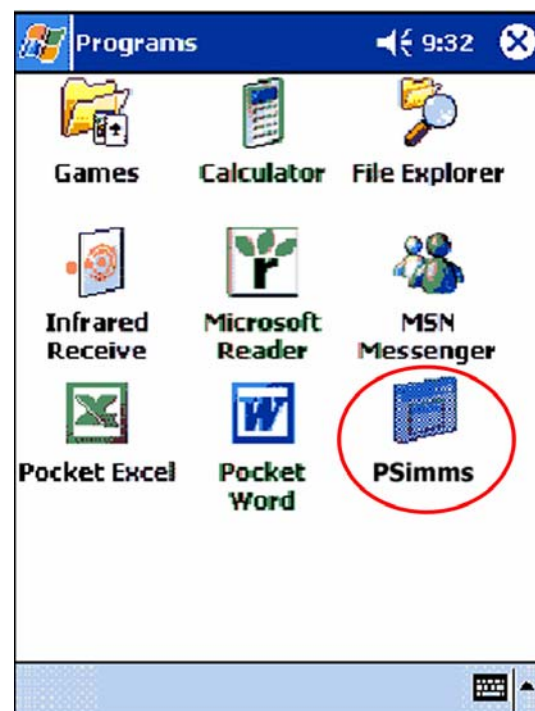 Programs 9:32
Games Calculator File Explorer
Infrared Microsoft MSN
Receive Reader Messenger
Pocket Excel Pocket PSimms
Word